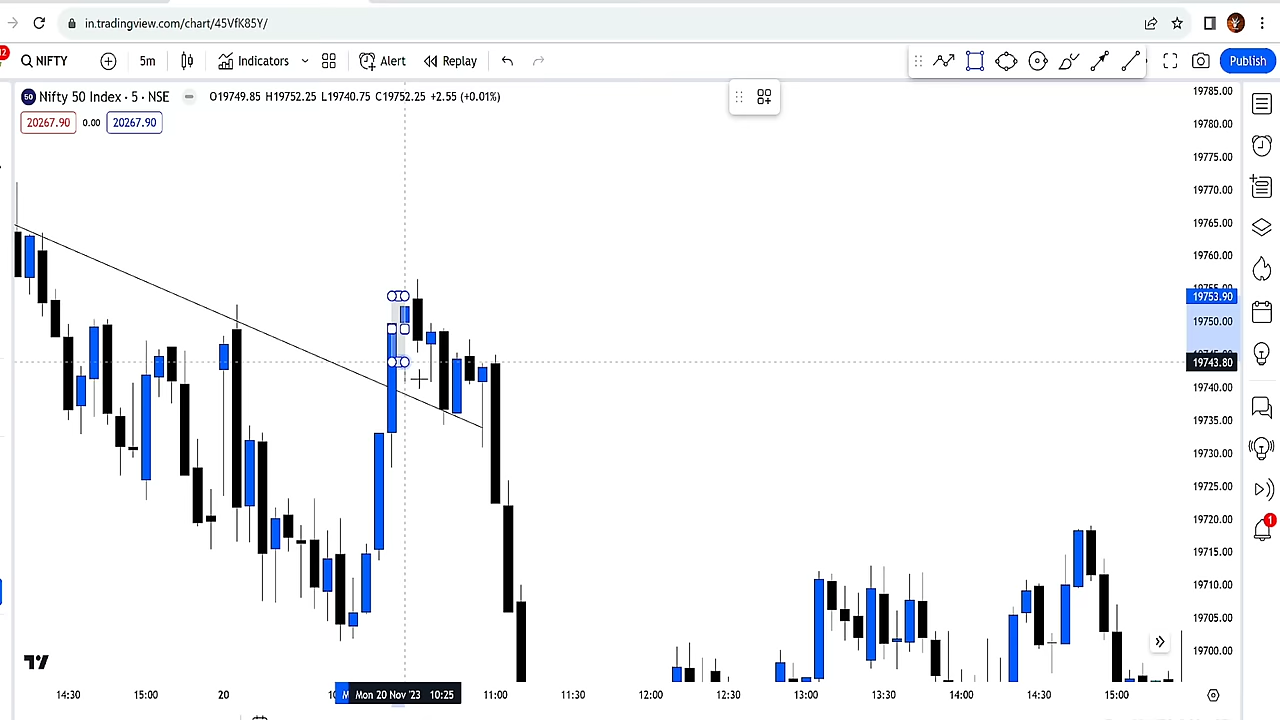 in.tradingview.com/chart/45VfK85Y/
12
NIFTY
5m
Indicators
Alert
Replay
Publish
50 Nifty 50 Index · 5 · NSE
O19749.85 H19752.25 L19740.75 C19752.25 +2.55 (+0.01%)
20267.90 0.00 20267.90
19785.00
19780.00
19775.00
19770.00
19765.00
19760.00
19753.90
19750.00
19743.80
19740.00
19735.00
19730.00
19725.00
19720.00
19715.00
19710.00
19705.00
19700.00
1
14:30
15:00
20
Mon 20 Nov '23 10:25
11:00
11:30
12:00
12:30
13:00
13:30
14:00
14:30
15:00